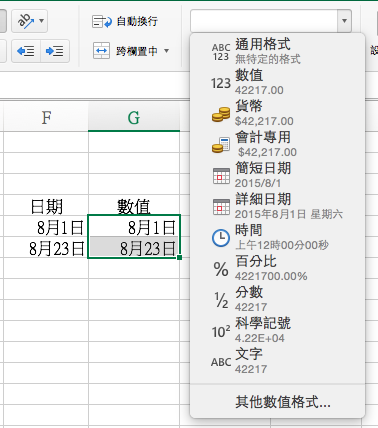 ab
自動換行
跨欄置中
設
F
G
日期
數值
8月1日
8月1日
8月23日
8月23日
ABC
123
通用格式
無特定的格式
123
數值
42217.00
貨幣
$42,217.00
會計專用
$42,217.00
簡短日期
2015/8/1
詳細日期
2015年8月1日 星期六
時間
上午12時00分00秒
%
百分比
4221700.00%
½
分數
42217
10²
科學記號
4.22E+04
ABC
文字
42217
其他數值格式...